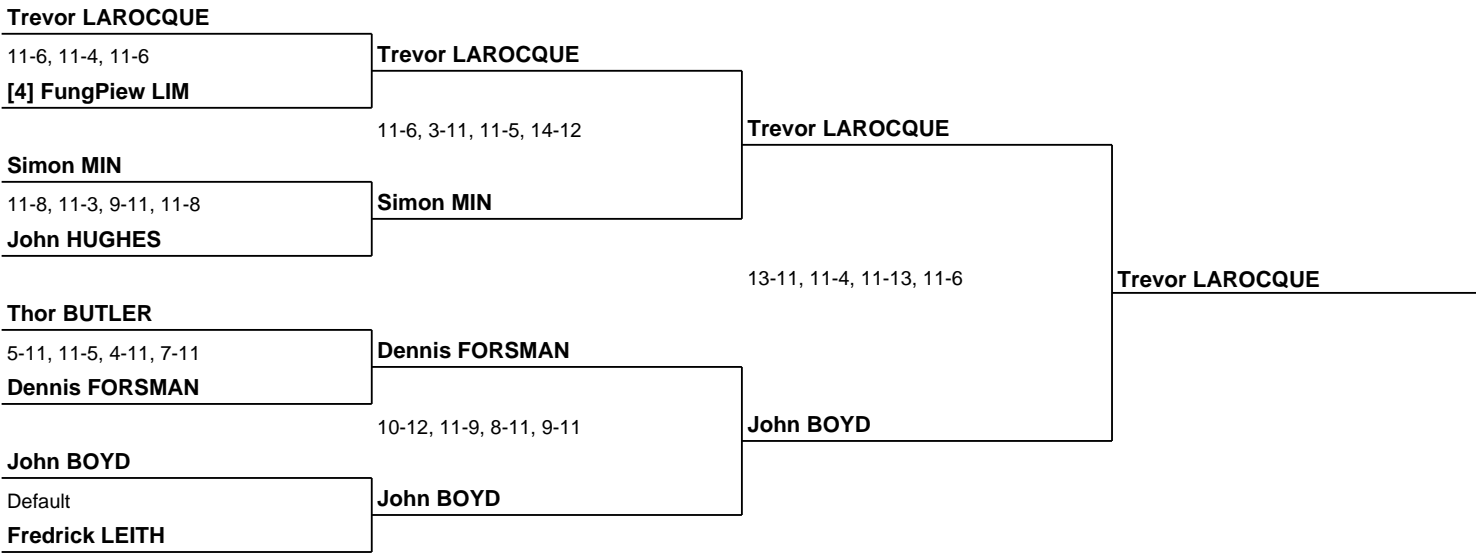 Trevor LAROCQUE
11-6, 11-4, 11-6
[4] FungPiew LIM
Simon MIN
11-8, 11-3, 9-11, 11-8
John HUGHES
Thor BUTLER
5-11, 11-5, 4-11, 7-11
Dennis FORSMAN
John BOYD
Default
Fredrick LEITH
Trevor LAROCQUE
11-6, 3-11, 11-5, 14-12
Simon MIN
Dennis FORSMAN
10-12, 11-9, 8-11, 9-11
John BOYD
Trevor LAROCQUE
13-11, 11-4, 11-13, 11-6
John BOYD
Trevor LAROCQUE